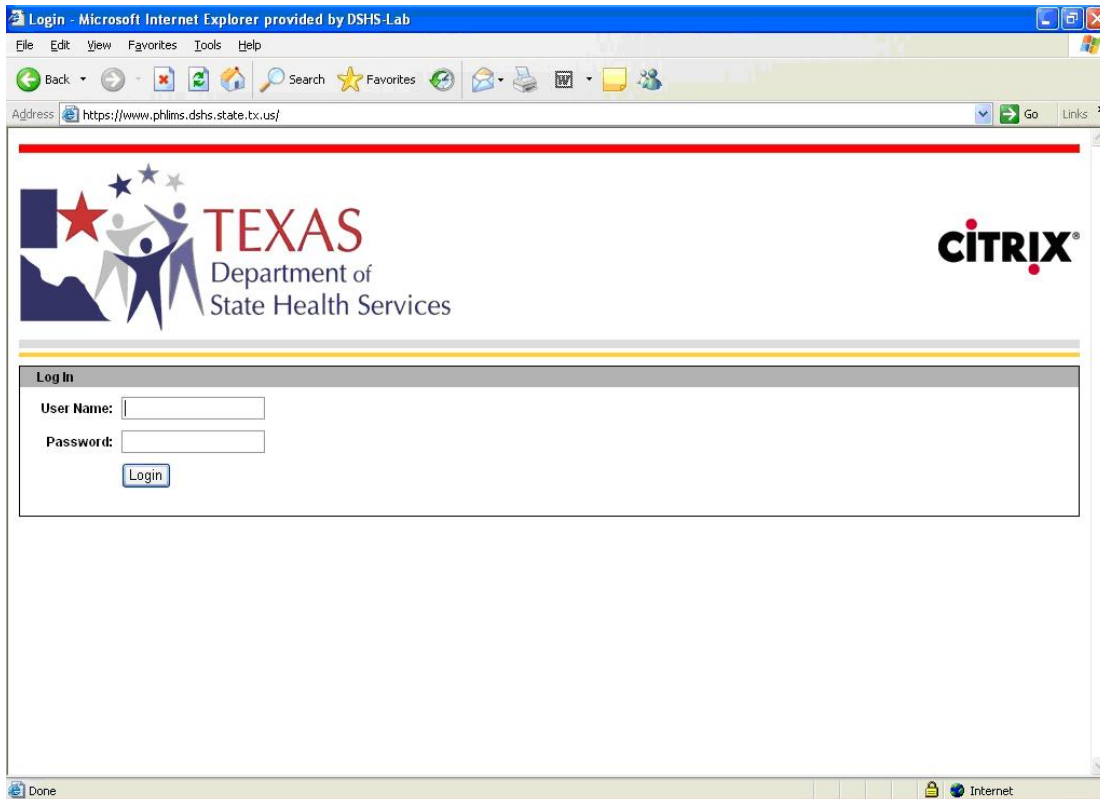 Login - Microsoft Internet Explorer provided by DSHS-Lab
File Edit View Favorites Tools Help
Back Search Favorites
Address https://www.phlims.dshs.state.tx.us/ Go Links
TEXAS
Department of
State Health Services
CITRIX®
Log In
User Name:
Password:
Login
Done Internet